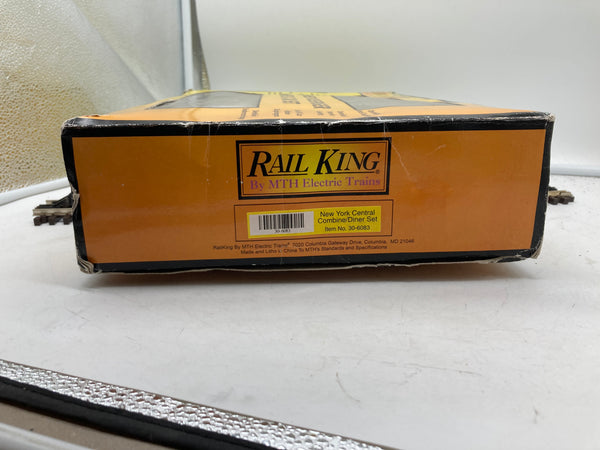 RAIL KING®
By MTH Electric Trains
30-6083
New York Central
Combine/Diner Set
Item No. 30-6083
RailKing By MTH Electric Trains® 7020 Columbia Gateway Drive, Columbia, MD 21046
Made and Litho China To MTH's Standards and Specifications